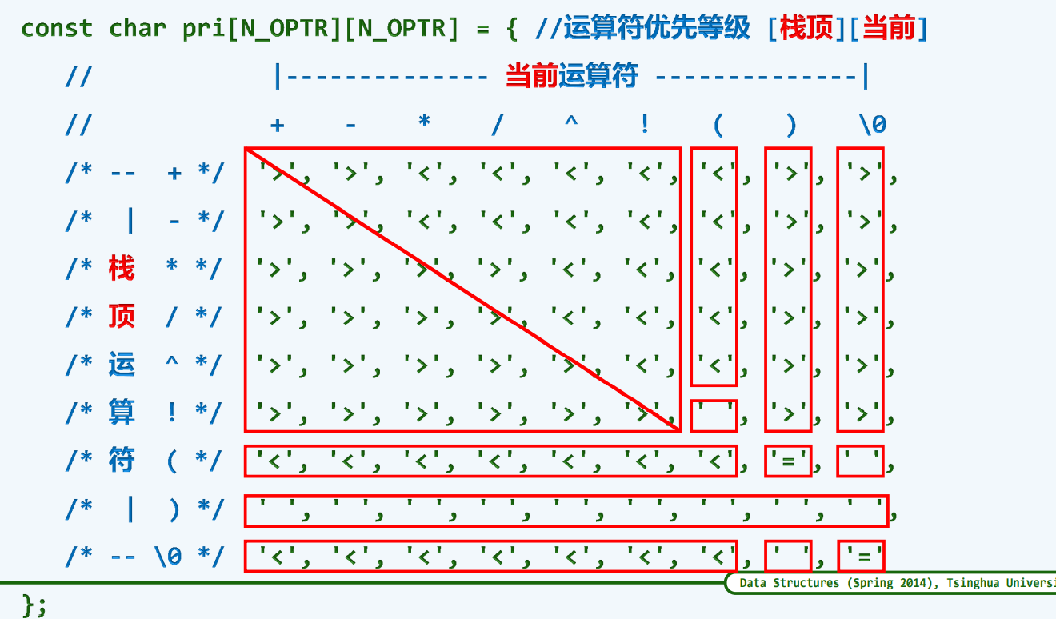 const char pri[N_OPTR][N_OPTR] = { //运算符优先等级 [栈顶][当前]
// |-------------- 当前运算符 --------------|
// + - * / ^ ! ( ) \0
/* -- + */ '>', '>', '<', '<', '<', '<', '<', '>', '>',
/* | - */ '>', '>', '<', '<', '<', '<', '<', '>', '>',
/* 栈 * */ '>', '>', '>', '>', '<', '<', '<', '>', '>',
/* 顶 / */ '>', '>', '>', '>', '<', '<', '<', '>', '>',
/* 运 ^ */ '>', '>', '>', '>', '>', '<', '<', '>', '>',
/* 算 ! */ '>', '>', '>', '>', '>', '>', ' ', '>', '>',
/* 符 ( */ '<', '<', '<', '<', '<', '<', '<', '=', ' ',
/* | ) */ ' ', ' ', ' ', ' ', ' ', ' ', ' ', ' ', ' ',
/* -- \0 */ '<', '<', '<', '<', '<', '<', '<', ' ', '='
Data Structures (Spring 2014), Tsinghua Universi
};